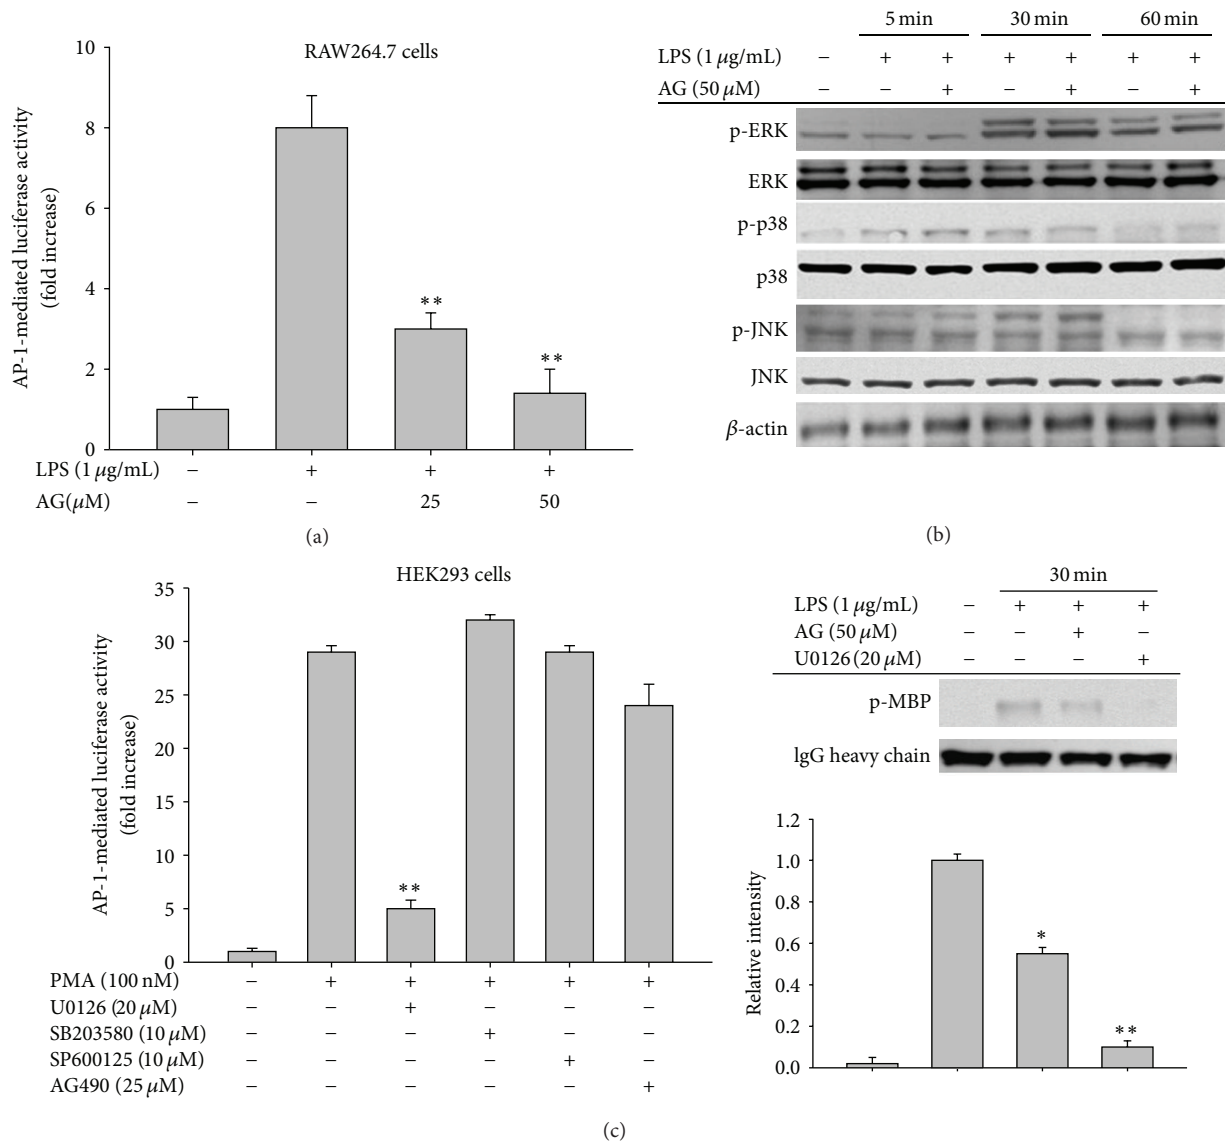 RAW264.7 cells
AP-1-mediated luciferase activity
(fold increase)
10
8
6
4
2
0
LPS (1 μg/mL) − + + +
AG(μM) − − 25 50
**
**
(a)
5 min 30 min 60 min
LPS (1 μg/mL) − + + + + + +
AG (50 μM) − − + − + − +
p-ERK
ERK
p-p38
p38
p-JNK
JNK
β-actin
(b)
HEK293 cells
AP-1-mediated luciferase activity
(fold increase)
35
30
25
20
15
10
5
0
**
PMA (100 nM) − + + + + +
U0126 (20 μM) − − + − − −
SB203580 (10 μM) − − − + − −
SP600125 (10 μM) − − − − + −
AG490 (25 μM) − − − − − +
30 min
LPS (1 μg/mL) − + + +
AG (50 μM) − − + −
U0126 (20 μM) − − − +
p-MBP
IgG heavy chain
Relative intensity
1.2
1.0
0.8
0.6
0.4
0.2
0.0
*
**
(c)